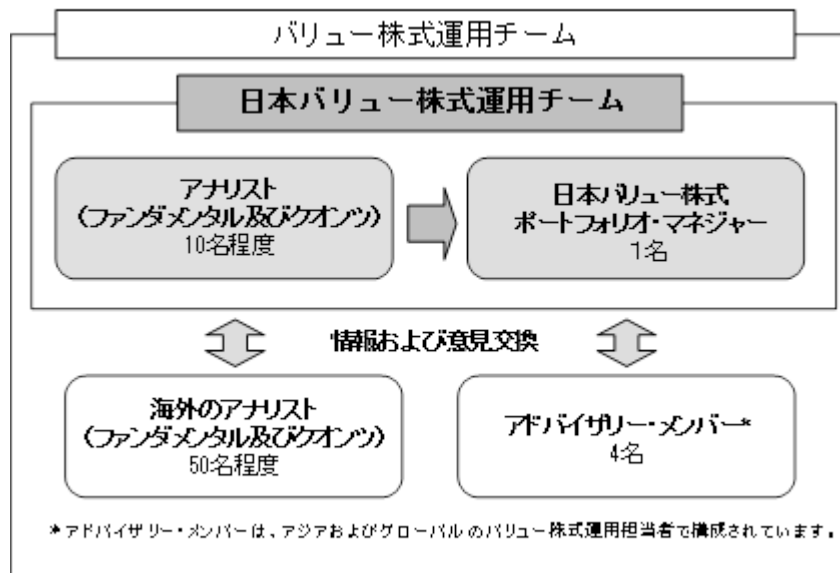 バリュー株式運用チーム
日本バリュー株式運用チーム
アナリスト
(ファンダメンタル及びクオンツ)
10名程度
日本バリュー株式
ポートフォリオ・マネジャー
1名
情報および意見交換
海外のアナリスト
(ファンダメンタル及びクオンツ)
50名程度
アドバイザリー・メンバー*
4名
*アドバイザリー・メンバーは、アジアおよびグローバルのバリュー株式運用担当者で構成されています。